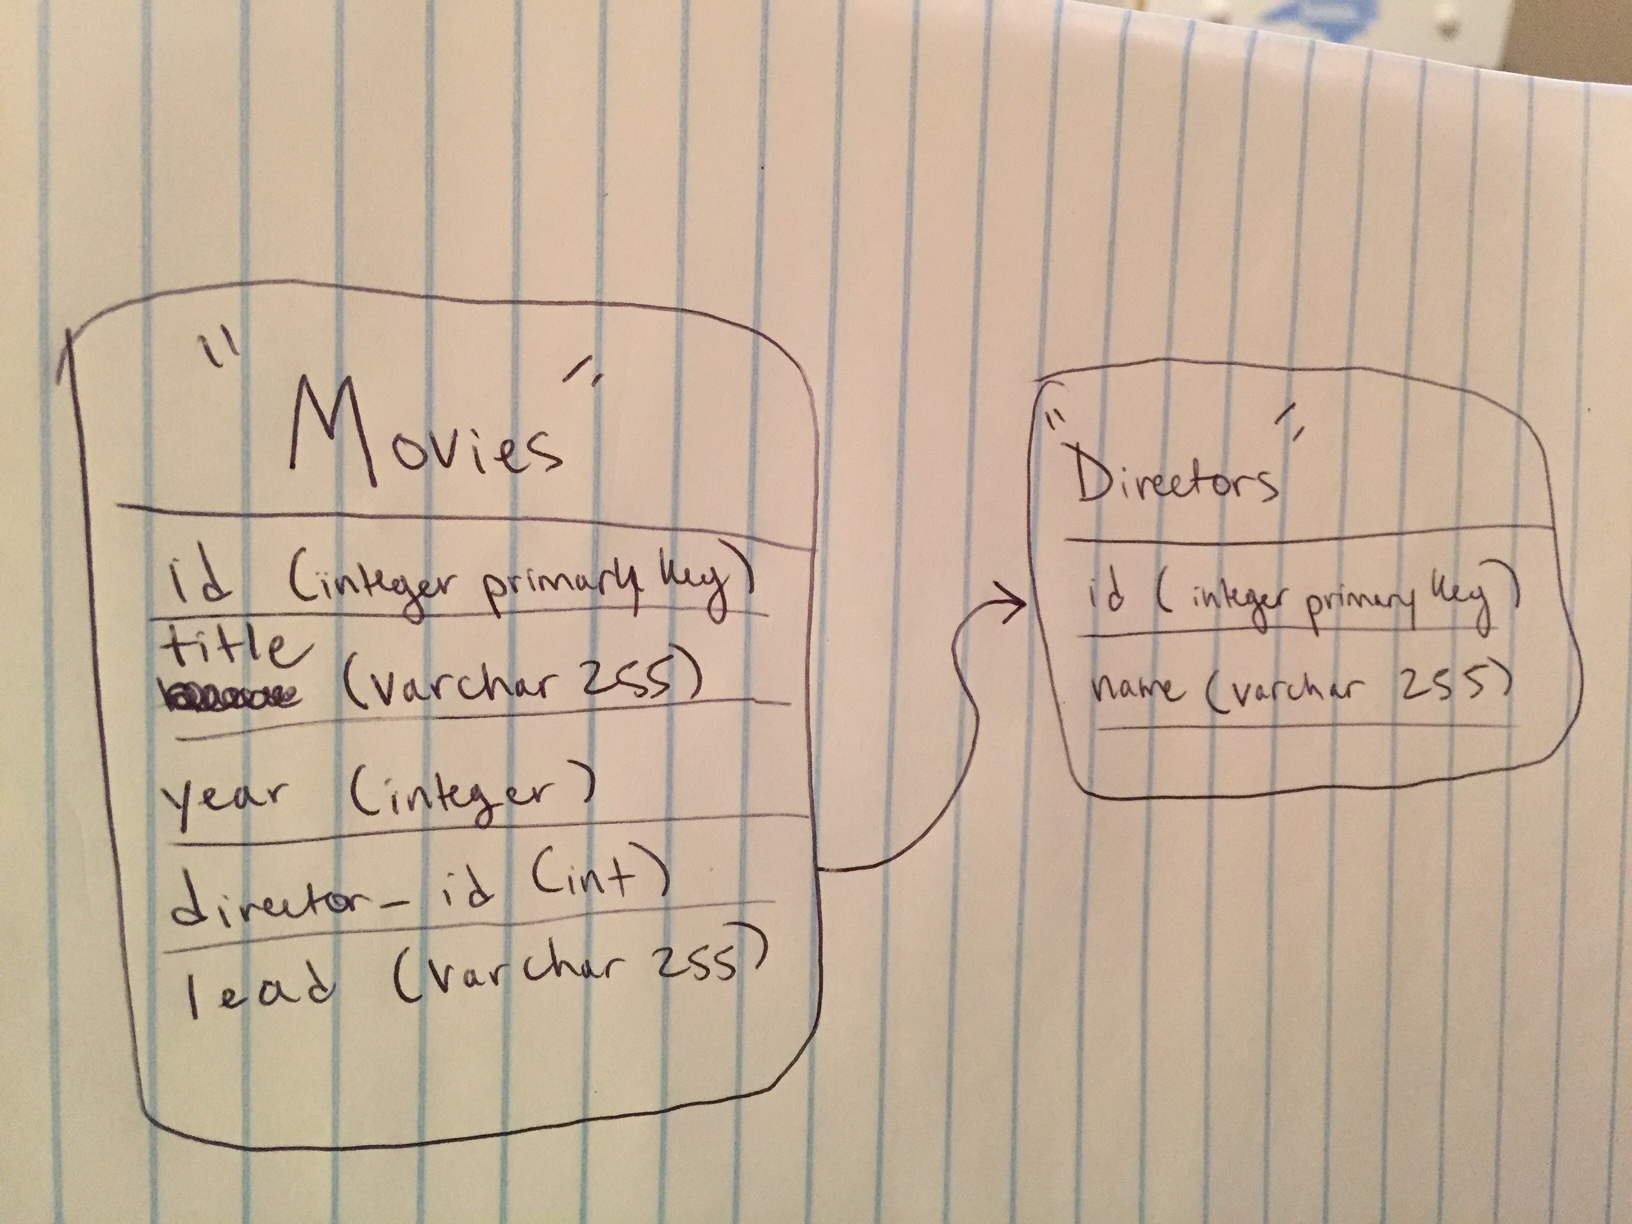 "Movies"
id (integer primary key)
title (varchar 255)
year (integer)
director_id (int)
lead (varchar 255)
"Directors"
id (integer primary key)
name (varchar 255)